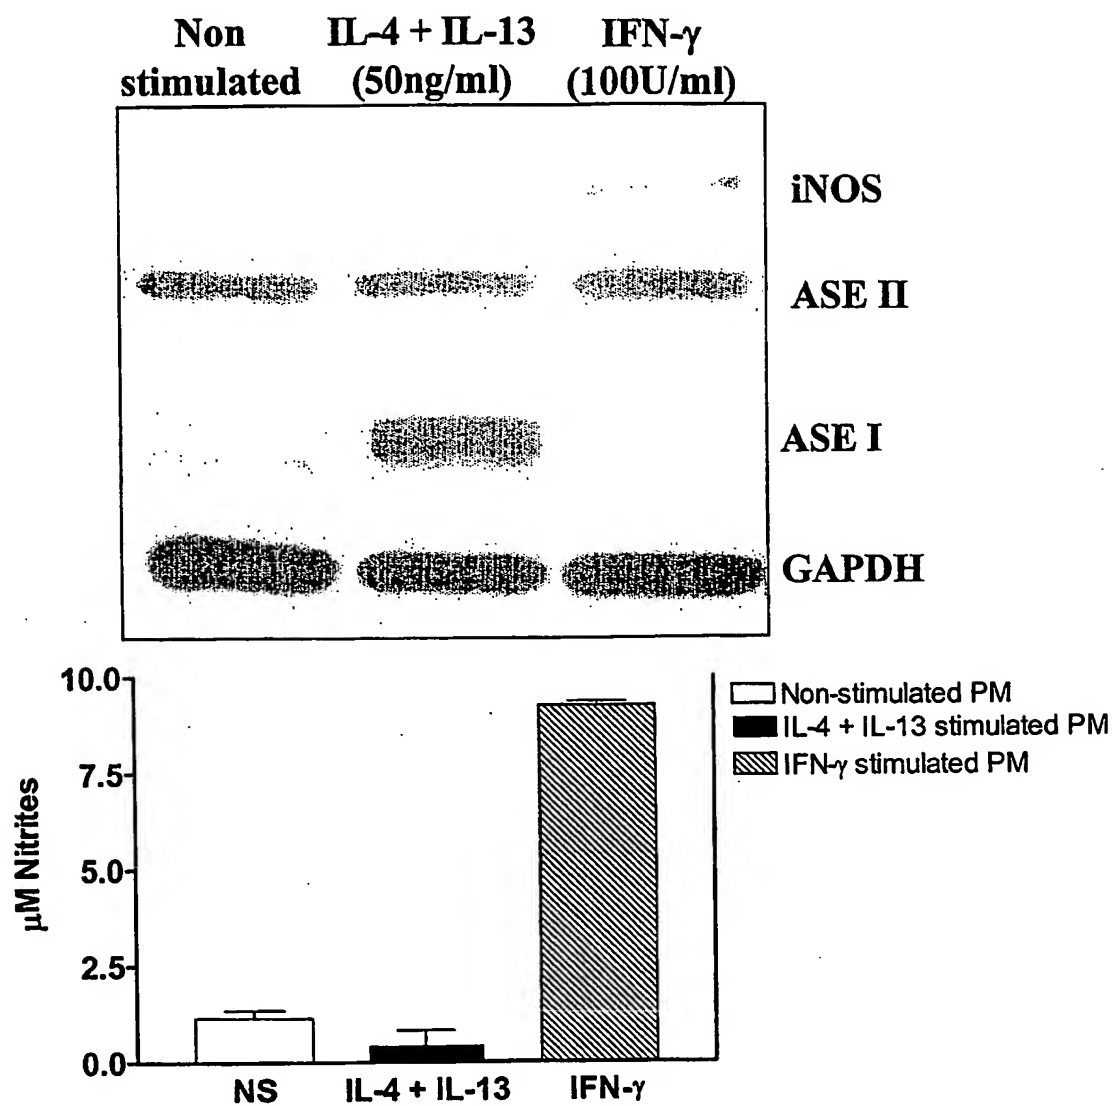 Non IL-4 + IL-13 IFN-γ
stimulated (50ng/ml) (100U/ml)
iNOS
ASE II
ASE I
GAPDH
10.0
7.5
5.0
2.5
0.0
μM Nitrites
Non-stimulated PM
IL-4 + IL-13 stimulated PM
IFN-γ stimulated PM
NS IL-4 + IL-13 IFN-γ